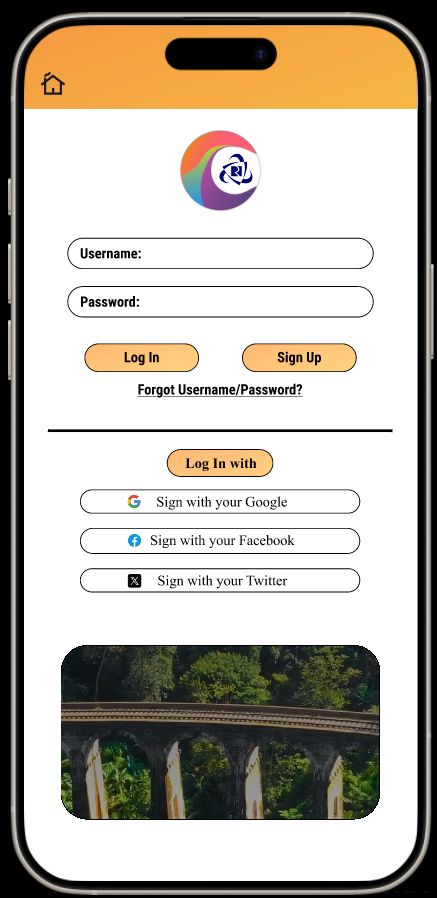 Username:
Password:
Log In
Sign Up
Forgot Username/Password?
Log In with
Sign with your Google
Sign with your Facebook
Sign with your Twitter